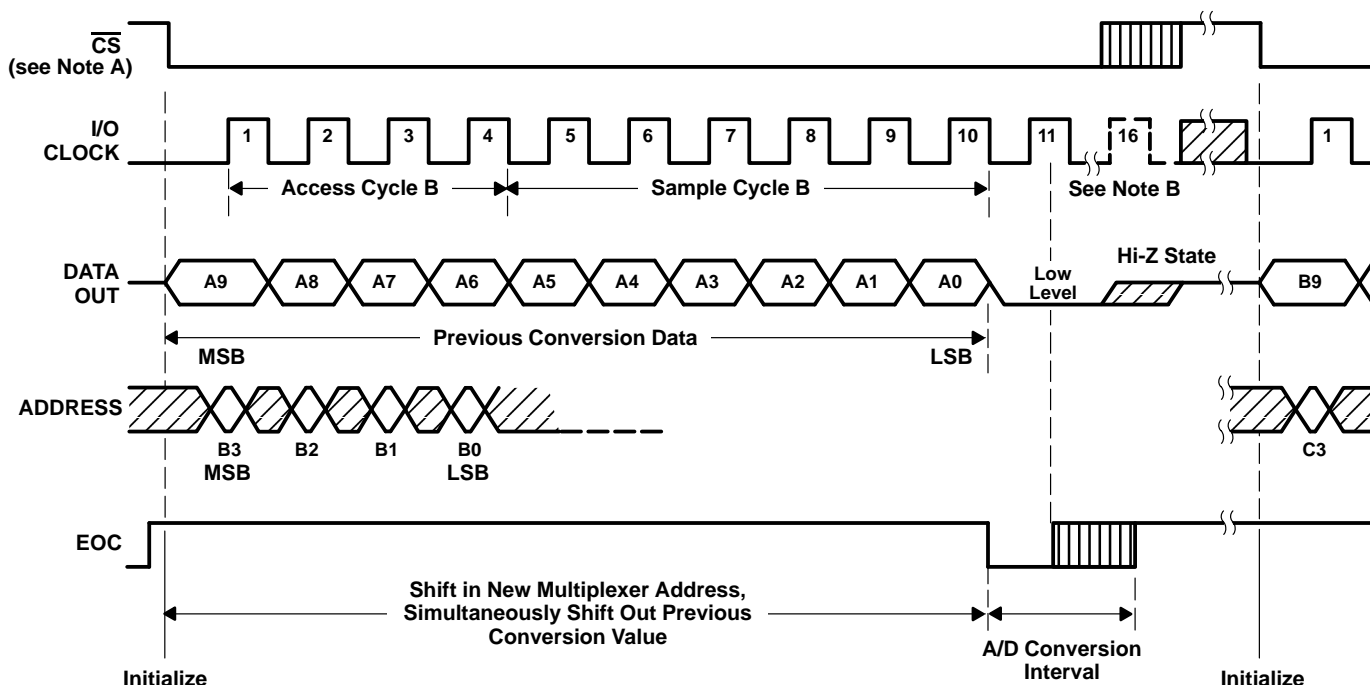 CS
(see Note A)
I/O
CLOCK
1 2 3 4 5 6 7 8 9 10 11 16 1
Access Cycle B Sample Cycle B See Note B
DATA
OUT
A9 A8 A7 A6 A5 A4 A3 A2 A1 A0
Low
Level
Hi-Z State
B9
Previous Conversion Data
MSB LSB
ADDRESS
B3 B2 B1 B0 C3
MSB LSB
EOC
Shift in New Multiplexer Address,
Simultaneously Shift Out Previous
Conversion Value
A/D Conversion
Interval
Initialize Initialize